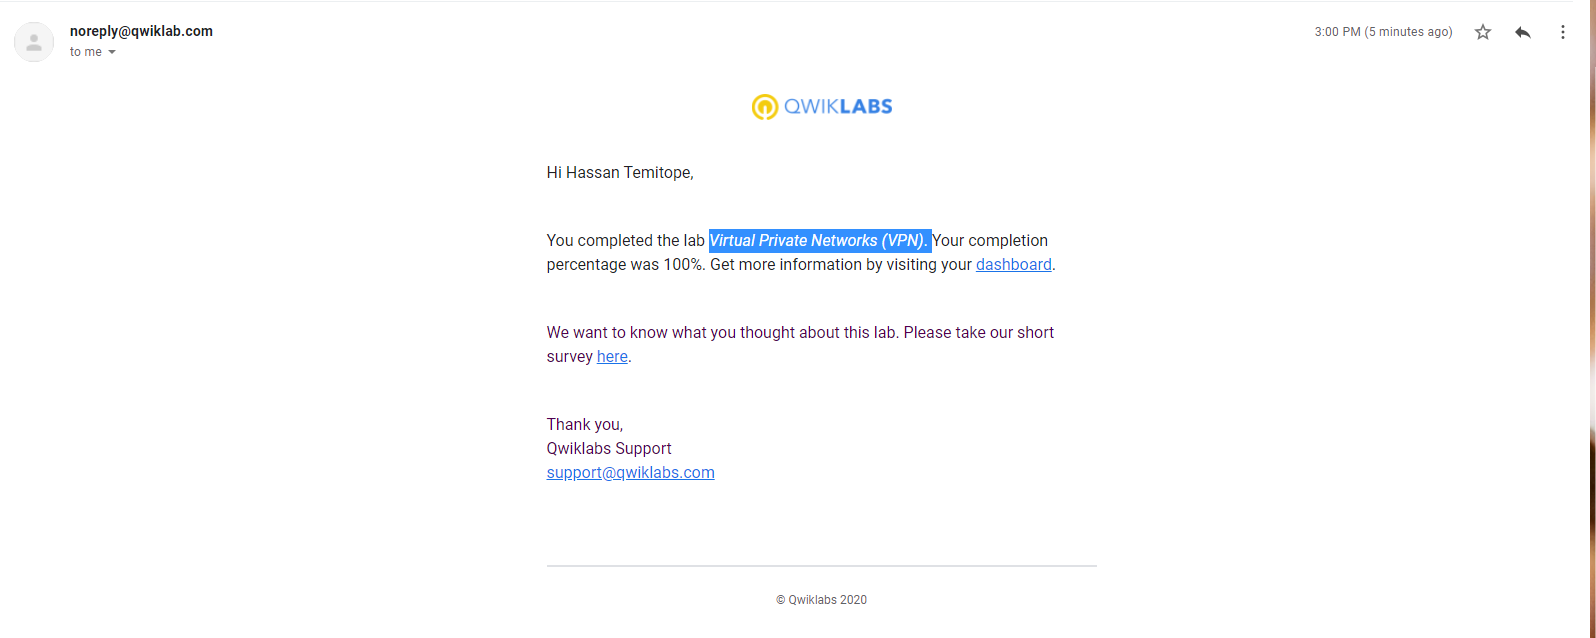 noreply@qwiklab.com
3:00 PM (5 minutes ago)
to me
QWIKLABS
Hi Hassan Temitope,
You completed the lab Virtual Private Networks (VPN). Your completion
percentage was 100%. Get more information by visiting your dashboard.
We want to know what you thought about this lab. Please take our short
survey here.
Thank you,
Qwiklabs Support
support@qwiklabs.com
© Qwiklabs 2020